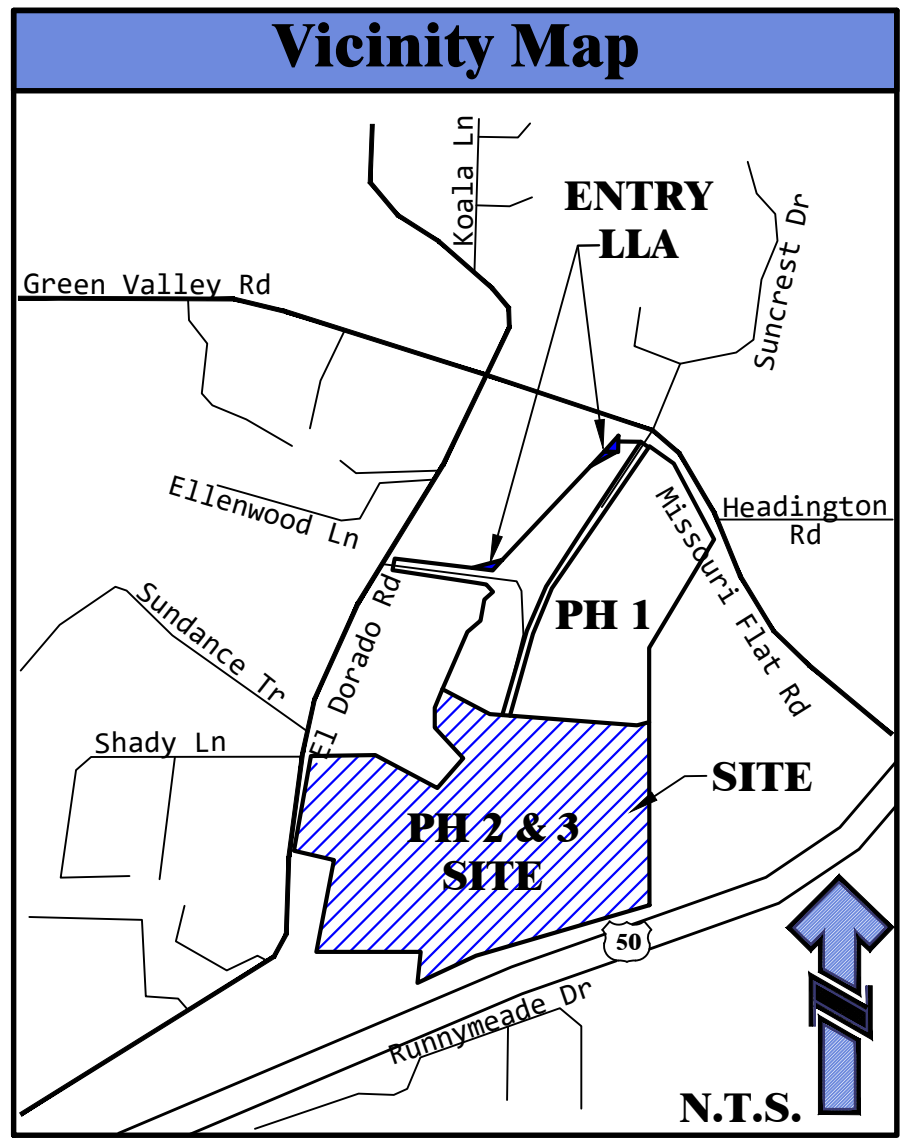 Vicinity Map
Koala Ln
ENTRY
LLA
Suncrest Dr
Green Valley Rd
Ellenwood Ln
Missouri Flat Rd
Headington
Rd
Sundance Tr
El Dorado Rd
PH 1
Shady Ln
SITE
PH 2 & 3
SITE
50
Runnymeade Dr
N
N.T.S.